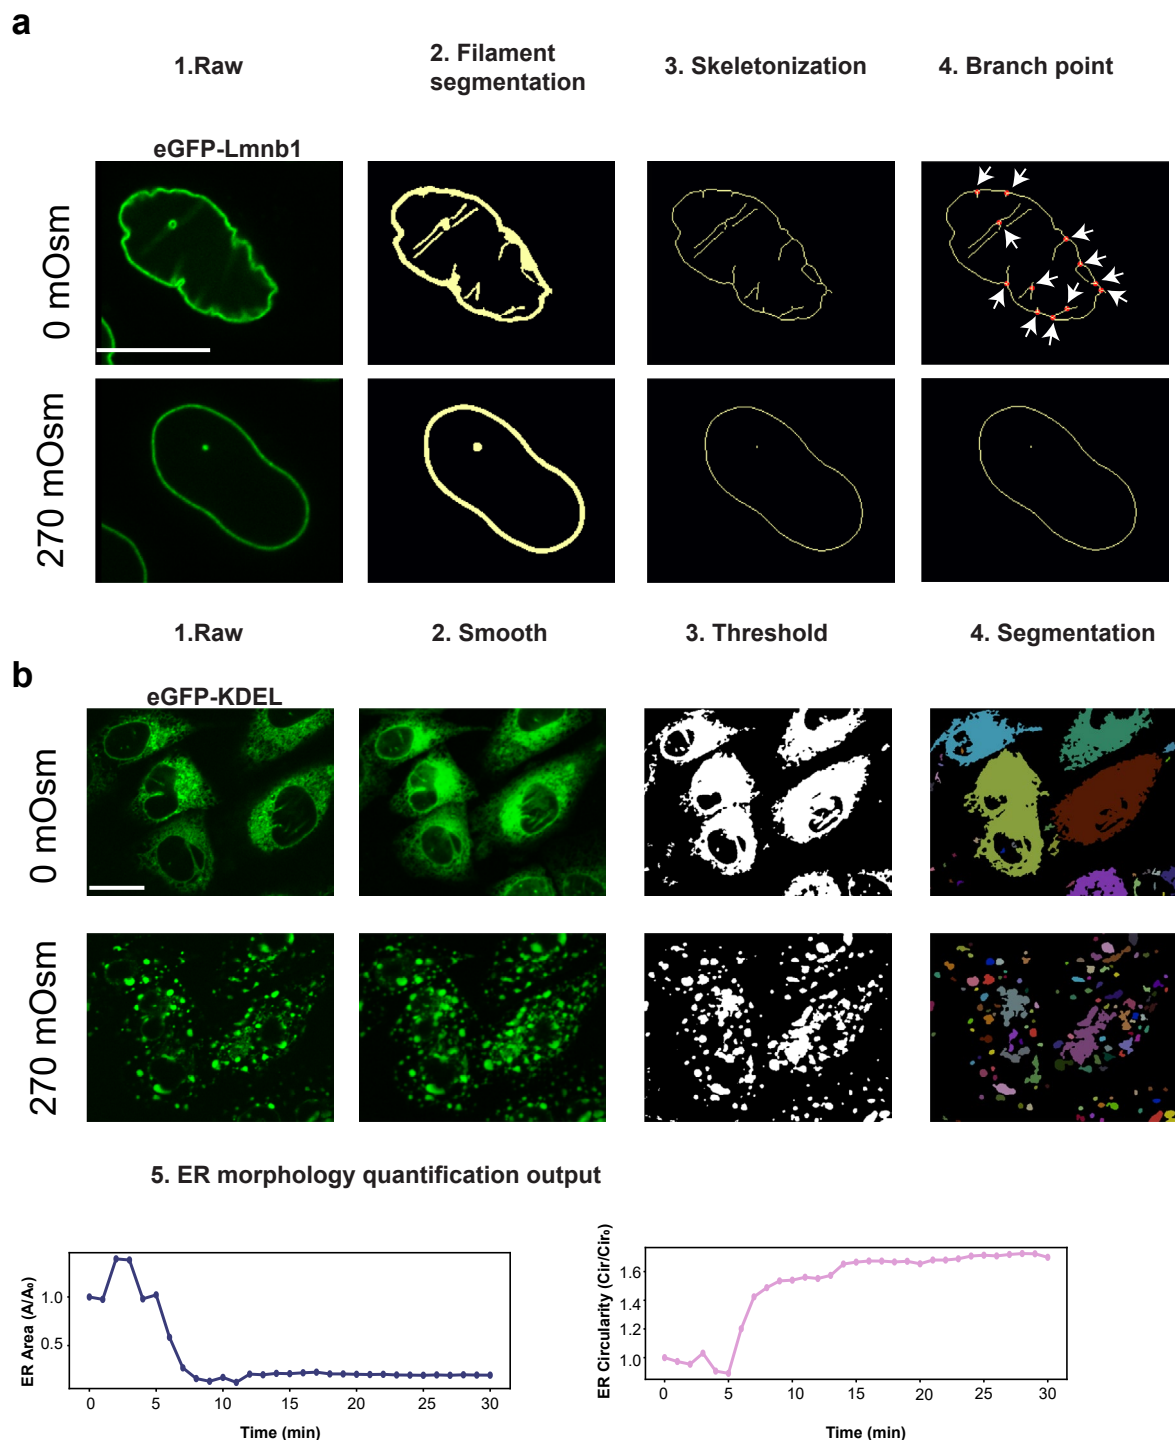 a
1.Raw
2. Filament
segmentation
3. Skeletonization
4. Branch point
eGFP-Lmnb1
0 mOsm
270 mOsm
1.Raw
2. Smooth
3. Threshold
4. Segmentation
b
eGFP-KDEL
0 mOsm
270 mOsm
5. ER morphology quantification output
ER Area (A/A₀)
1.0
0.5
0 5 10 15 20 25 30
Time (min)
ER Circularity (Cir/Cir₀)
1.6
1.4
1.2
1.0
0 5 10 15 20 25 30
Time (min)